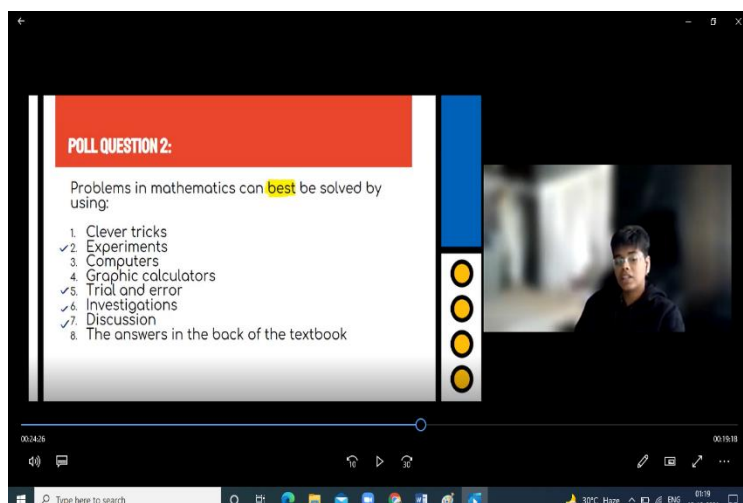 POLL QUESTION 2:
Problems in mathematics can best be solved by
using:
1. Clever tricks
2. Experiments
3. Computers
4. Graphic calculators
5. Trial and error
6. Investigations
7. Discussion
8. The answers in the back of the textbook
00:24:26
00:19:18
10
30
Type here to search
30°C Haze
ENG
01:19